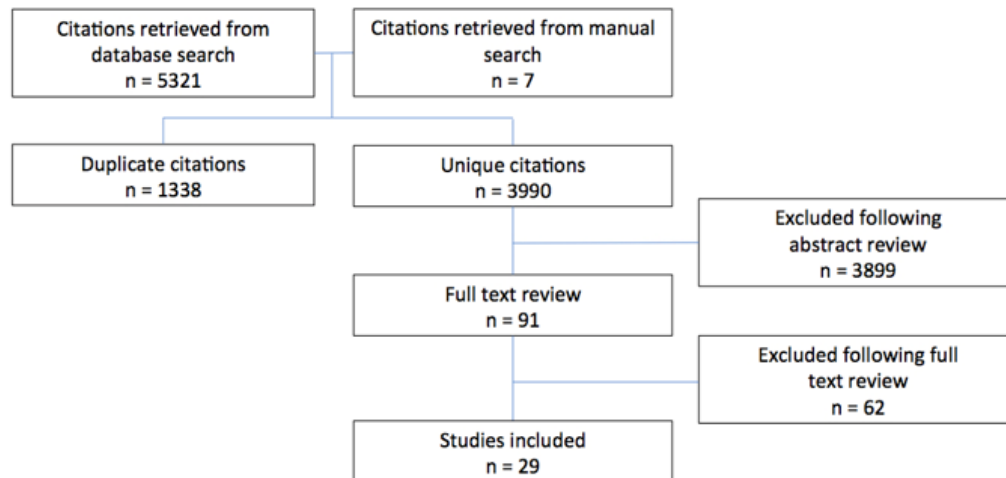 Citations retrieved from
database search
n = 5321
Citations retrieved from manual
search
n = 7
Duplicate citations
n = 1338
Unique citations
n = 3990
Excluded following
abstract review
n = 3899
Full text review
n = 91
Excluded following full
text review
n = 62
Studies included
n = 29